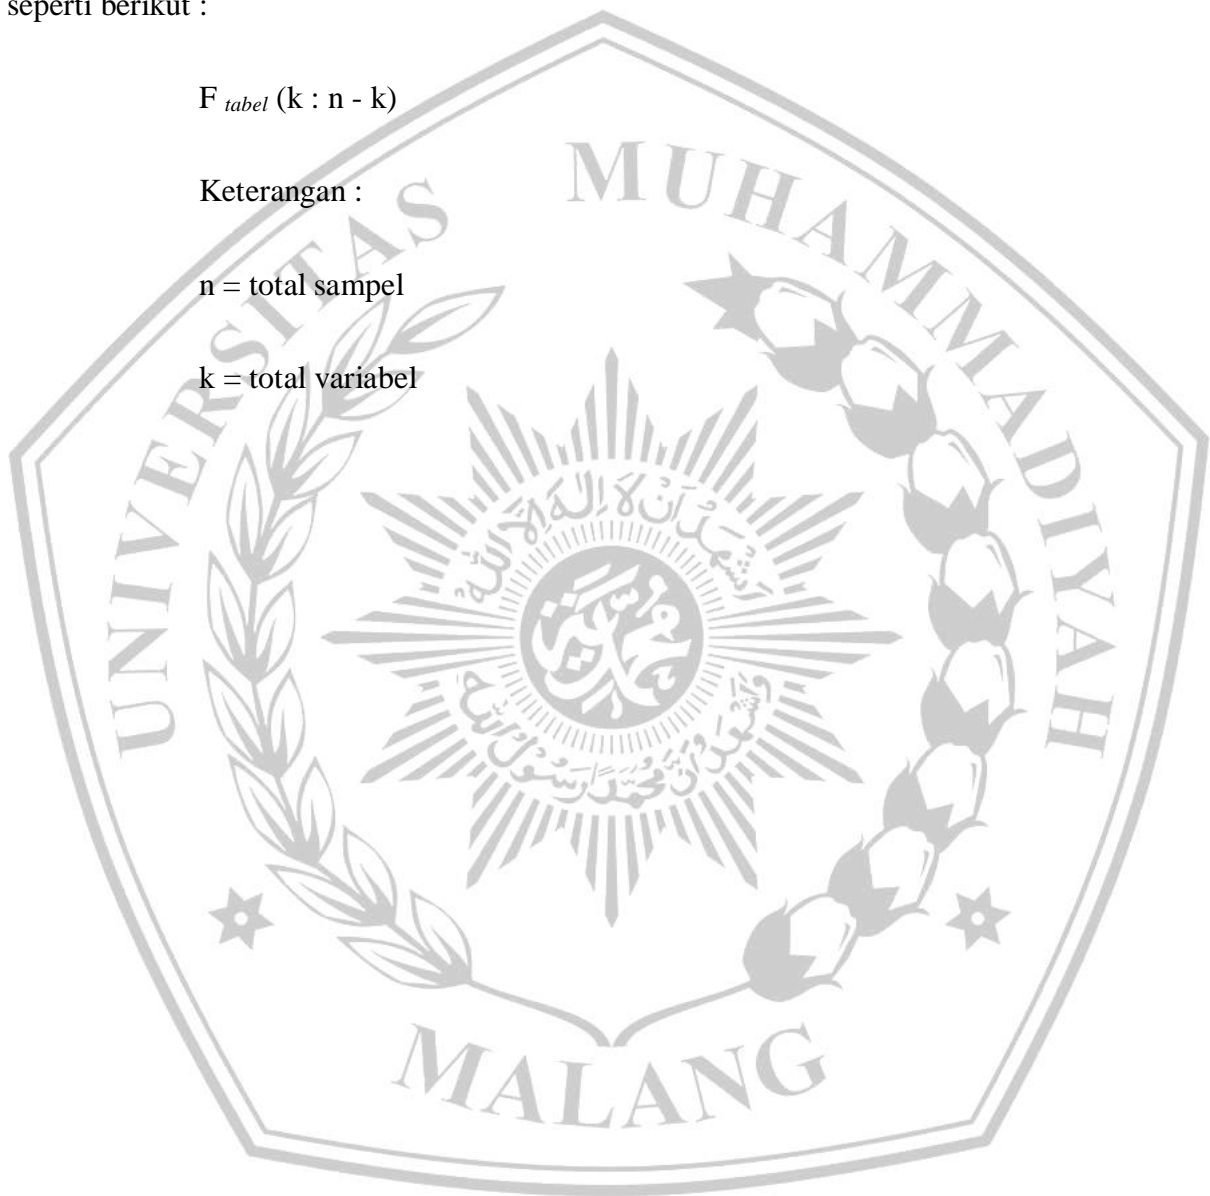 seperti berikut :
F tabel (k : n - k)
Keterangan :
n = total sampel
k = total variabel
UNIVERSITAS MUHAMMADIYAH
MALANG